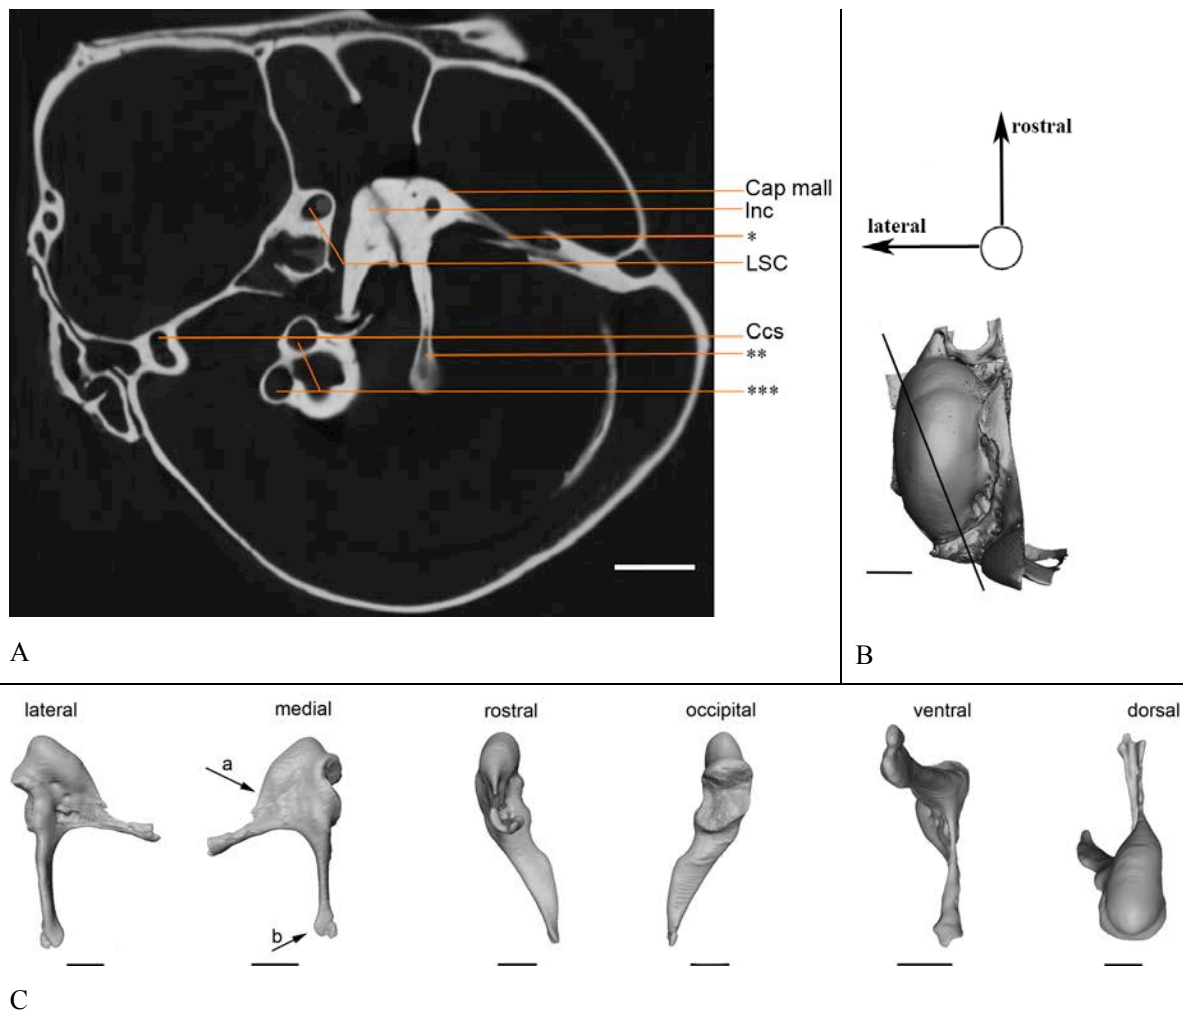 Cap mall
Inc
*
LSC
Ccs
**
***
A
rostral
lateral
B
lateral medial rostral occipital ventral dorsal
a
b
C